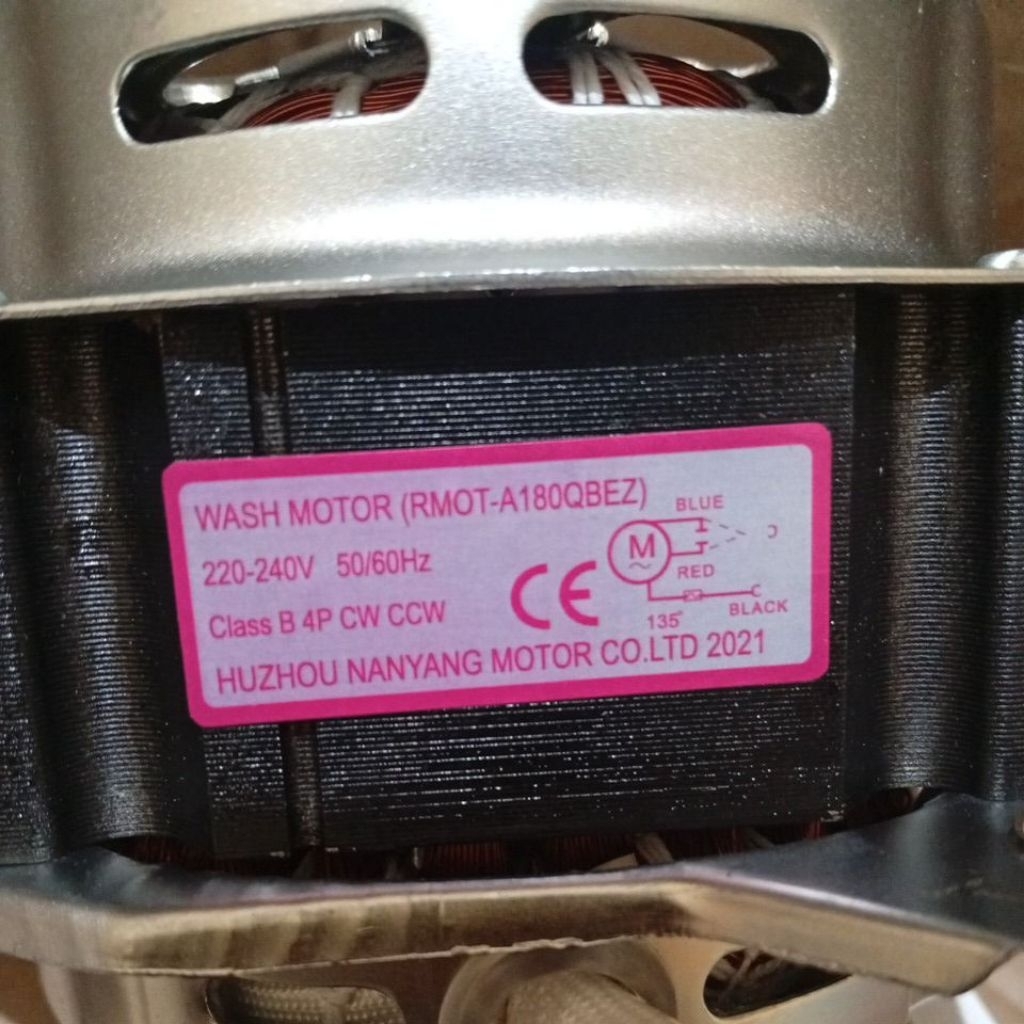 WASH MOTOR (RMOT-A180QBEZ)
220-240V 50/60Hz
Class B 4P CW CCW
CE
HUZHOU NANYANG MOTOR CO.LTD 2021
BLUE
M
~
RED
135°
BLACK